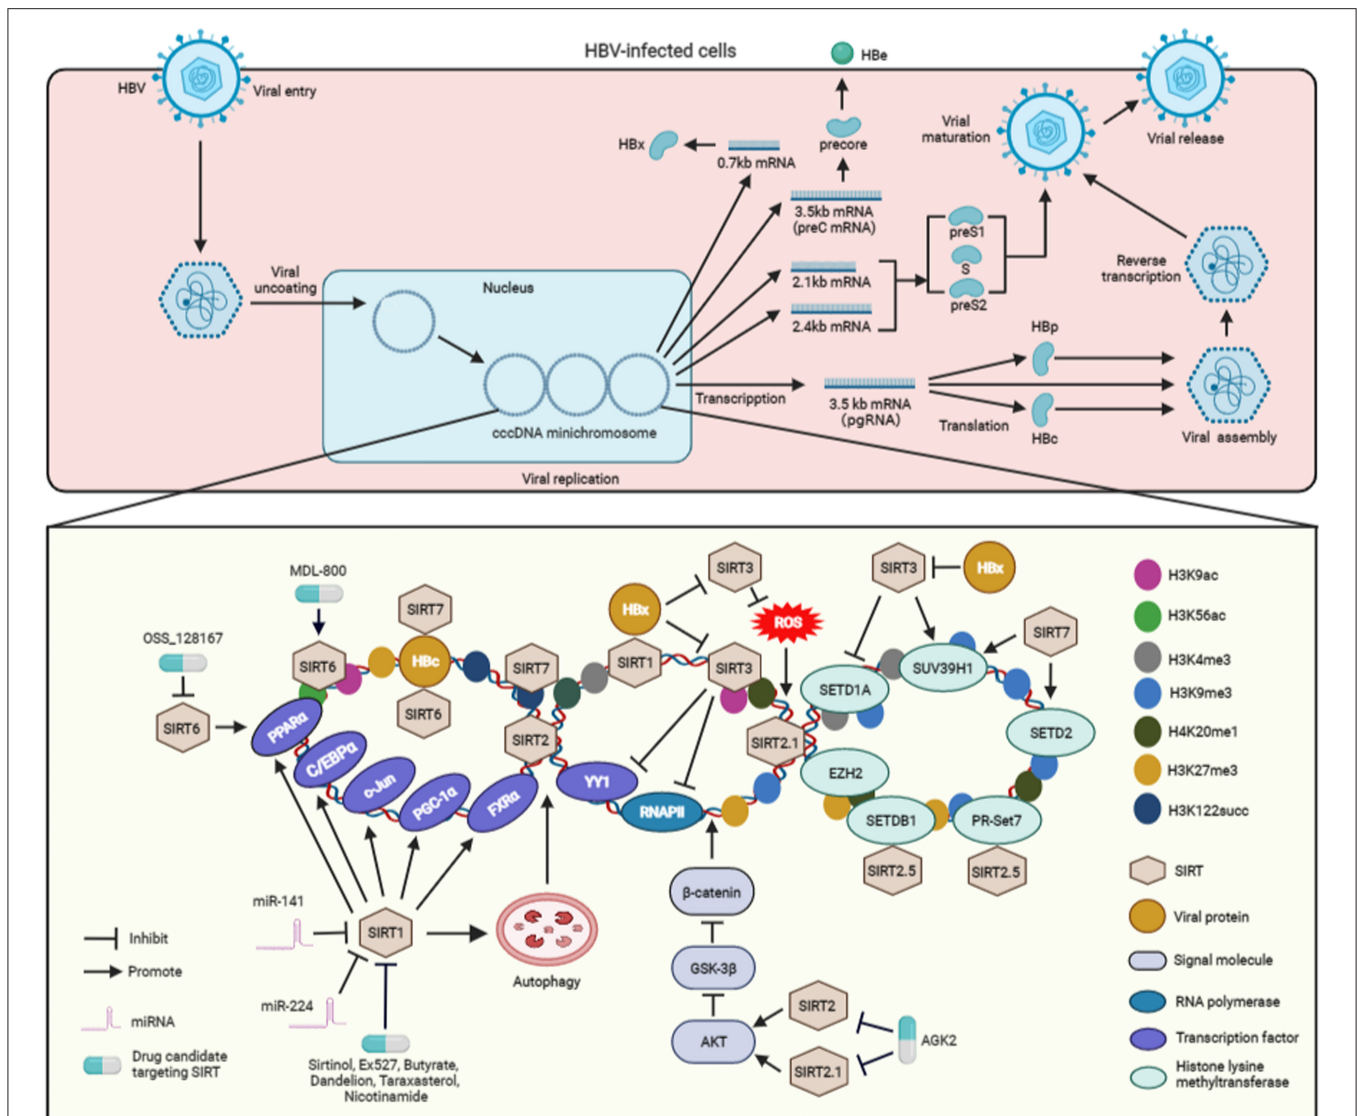 HBV-infected cells
HBe
HBV
Viral entry
Vrial
maturation
Vrial release
HBx
0.7kb mRNA
precore
3.5kb mRNA
(preC mRNA)
preS1
S
preS2
2.1kb mRNA
2.4kb mRNA
Reverse
transcription
Viral
uncoating
Nucleus
HBp
Transcripption
3.5 kb mRNA
(pgRNA)
Translation
HBc
Viral assembly
cccDNA minichromosome
Viral replication
MDL-800
SIRT7
SIRT3
SIRT3
HBx
H3K9ac
OSS_128167
HBx
ROS
H3K56ac
SIRT7
SIRT6
HBc
SIRT7
SIRT1
SIRT3
SETD1A
SUV39H1
H3K4me3
H3K9me3
SIRT6
PPARα
SIRT6
SIRT2
SIRT2.1
SETD2
H4K20me1
C/EBPα
c-Jun
PGC-1α
FXRα
YY1
RNAPII
EZH2
SETDB1
PR-Set7
H3K27me3
H3K122succ
SIRT2.5
SIRT2.5
SIRT
β-catenin
miR-141
SIRT1
Viral protein
Inhibit
Promote
Autophagy
GSK-3β
Signal molecule
miR-224
miRNA
SIRT2
RNA polymerase
AKT
AGK2
Transcription factor
Drug candidate
targeting SIRT
Sirtinol, Ex527, Butyrate,
Dandelion, Taraxasterol,
Nicotinamide
SIRT2.1
Histone lysine
methyltransferase